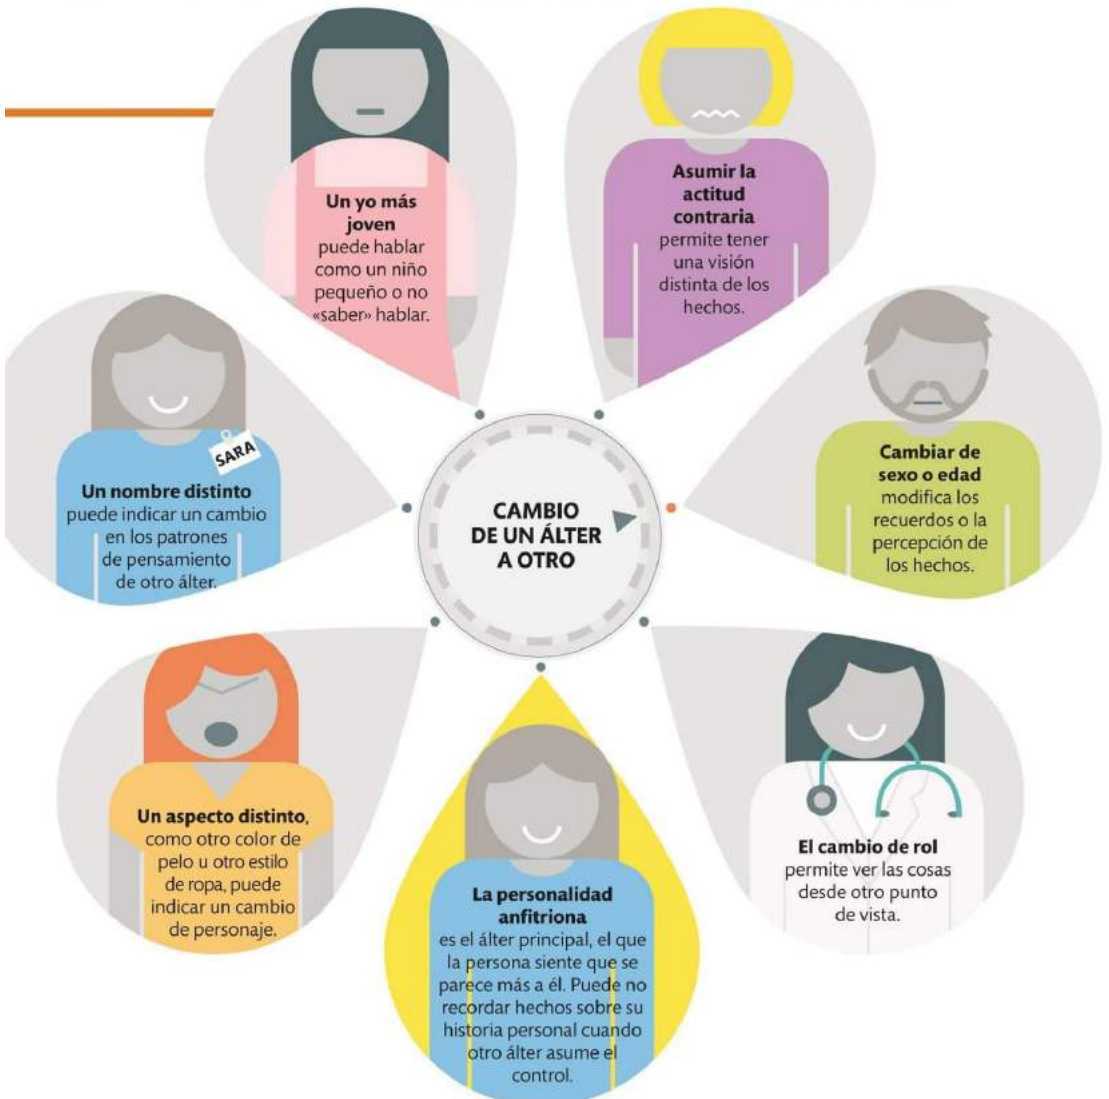 Un yo más
joven
puede hablar
como un niño
pequeño o no
«saber» hablar.
Asumir la
actitud
contraria
permite tener
una visión
distinta de los
hechos.
SARA
Un nombre distinto
puede indicar un cambio
en los patrones
de pensamiento
de otro álter.
CAMBIO
DE UN ÁLTER
A OTRO
Cambiar de
sexo o edad
modifica los
recuerdos o la
percepción de
los hechos.
Un aspecto distinto,
como otro color de
pelo u otro estilo
de ropa, puede
indicar un cambio
de personaje.
La personalidad
anfitriona
es el álter principal, el que
la persona siente que se
parece más a él. Puede no
recordar hechos sobre su
historia personal cuando
otro álter asume el
control.
El cambio de rol
permite ver las cosas
desde otro punto
de vista.